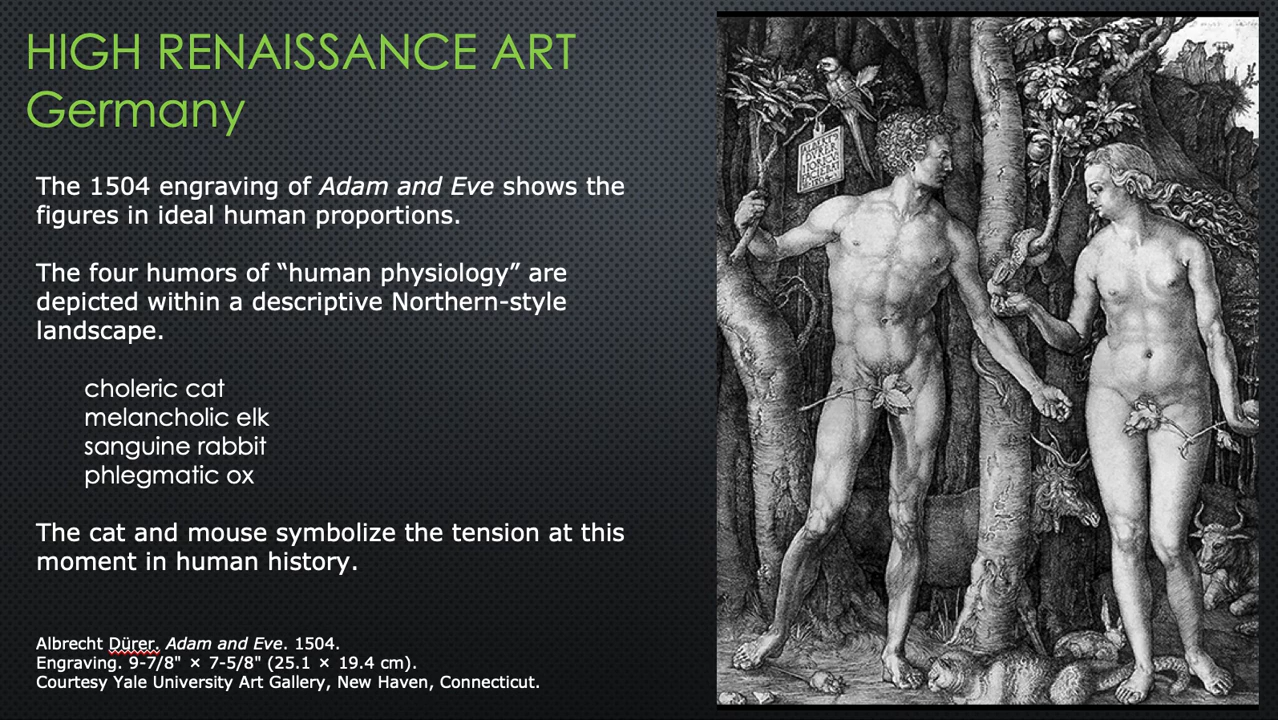 HIGH RENAISSANCE ART
Germany
The 1504 engraving of Adam and Eve shows the
figures in ideal human proportions.
The four humors of “human physiology” are
depicted within a descriptive Northern-style
landscape.
choleric cat
melancholic elk
sanguine rabbit
phlegmatic ox
The cat and mouse symbolize the tension at this
moment in human history.
Albrecht Dürer. Adam and Eve. 1504.
Engraving. 9-7/8" × 7-5/8" (25.1 × 19.4 cm).
Courtesy Yale University Art Gallery, New Haven, Connecticut.